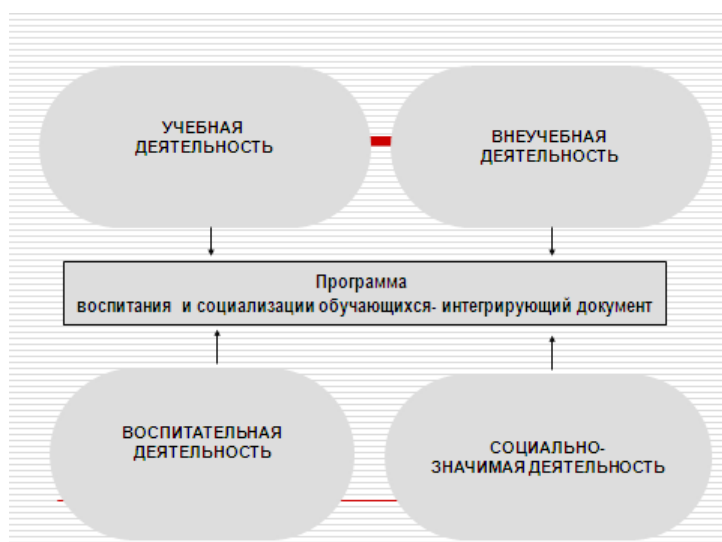 УЧЕБНАЯ
ДЕЯТЕЛЬНОСТЬ
ВНЕУЧЕБНАЯ
ДЕЯТЕЛЬНОСТЬ
Программа
воспитания и социализации обучающихся- интегрирующий документ
ВОСПИТАТЕЛЬНАЯ
ДЕЯТЕЛЬНОСТЬ
СОЦИАЛЬНО-
ЗНАЧИМАЯ ДЕЯТЕЛЬНОСТЬ